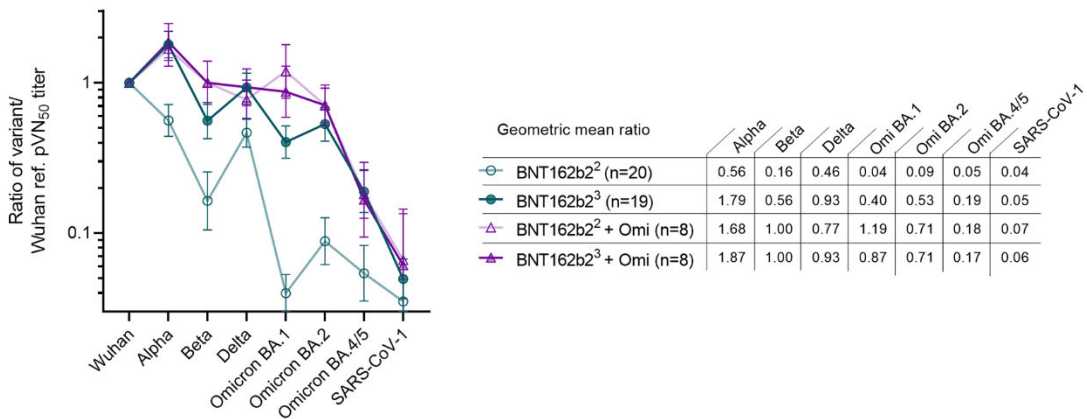 Ratio of variant/
Wuhan ref. pVN₅₀ titer
1
0.1
Wuhan
Alpha
Beta
Delta
Omicron BA.1
Omicron BA.2
Omicron BA.4/5
SARS-CoV-1
Geometric mean ratio Alpha Beta Delta Omi BA.1 Omi BA.2 Omi BA.4/5 SARS-CoV-1
BNT162b2² (n=20) 0.56 0.16 0.46 0.04 0.09 0.05 0.04
BNT162b2³ (n=19) 1.79 0.56 0.93 0.40 0.53 0.19 0.05
BNT162b2² + Omi (n=8) 1.68 1.00 0.77 1.19 0.71 0.18 0.07
BNT162b2³ + Omi (n=8) 1.87 1.00 0.93 0.87 0.71 0.17 0.06